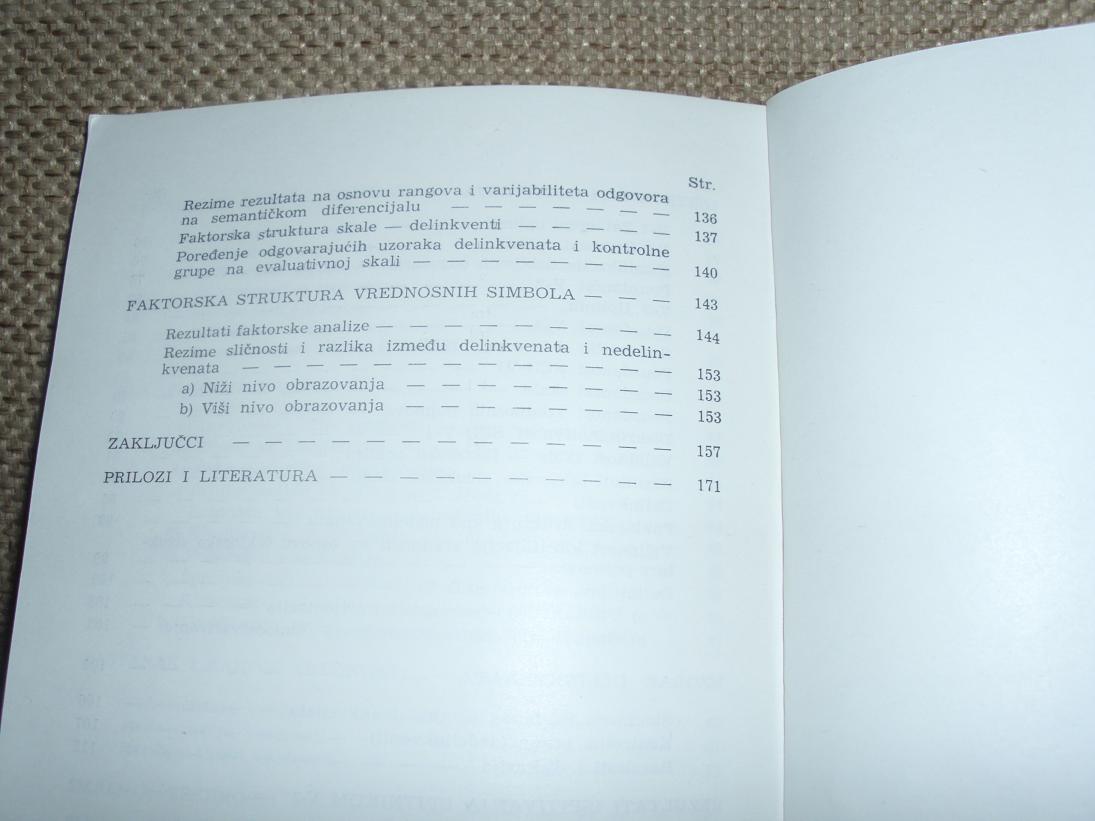 Str.
Rezime rezultata na osnovu rangova i varijabiliteta odgovora
na semantičkom diferencijalu — — — — — — — 136
Faktorska struktura skale — delinkventi — — — — — 137
Poređenje odgovarajućih uzoraka delinkvenata i kontrolne
grupe na evaluativnoj skali — — — — — — — — 140
FAKTORSKA STRUKTURA VREDNOSNIH SIMBOLA — — — 143
Rezultati faktorske analize — — — — — — — — — 144
Rezime sličnosti i razlika između delinkvenata i nedelin-
kvenata — — — — — — — — — — — — — 153
a) Niži nivo obrazovanja — — — — — — — — 153
b) Viši nivo obrazovanja — — — — — — — — 153
ZAKLJUČCI — — — — — — — — — — — — — 157
PRILOZI I LITERATURA — — — — — — — — — — 171